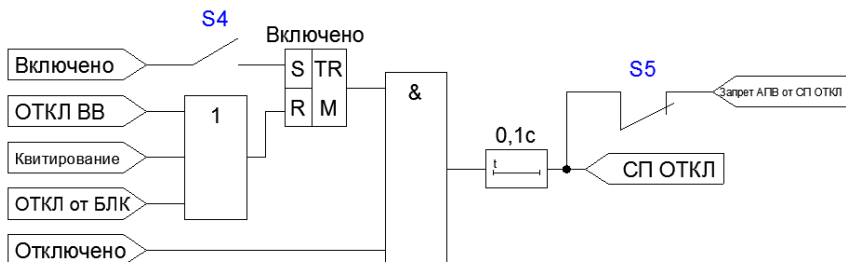 S4
Включено
Включено
S TR
R M
ОТКЛ ВВ
1
Квитирование
ОТКЛ от БЛК
Отключено
&
0,1с
t
S5
Запрет АПВ от СП ОТКЛ
СП ОТКЛ